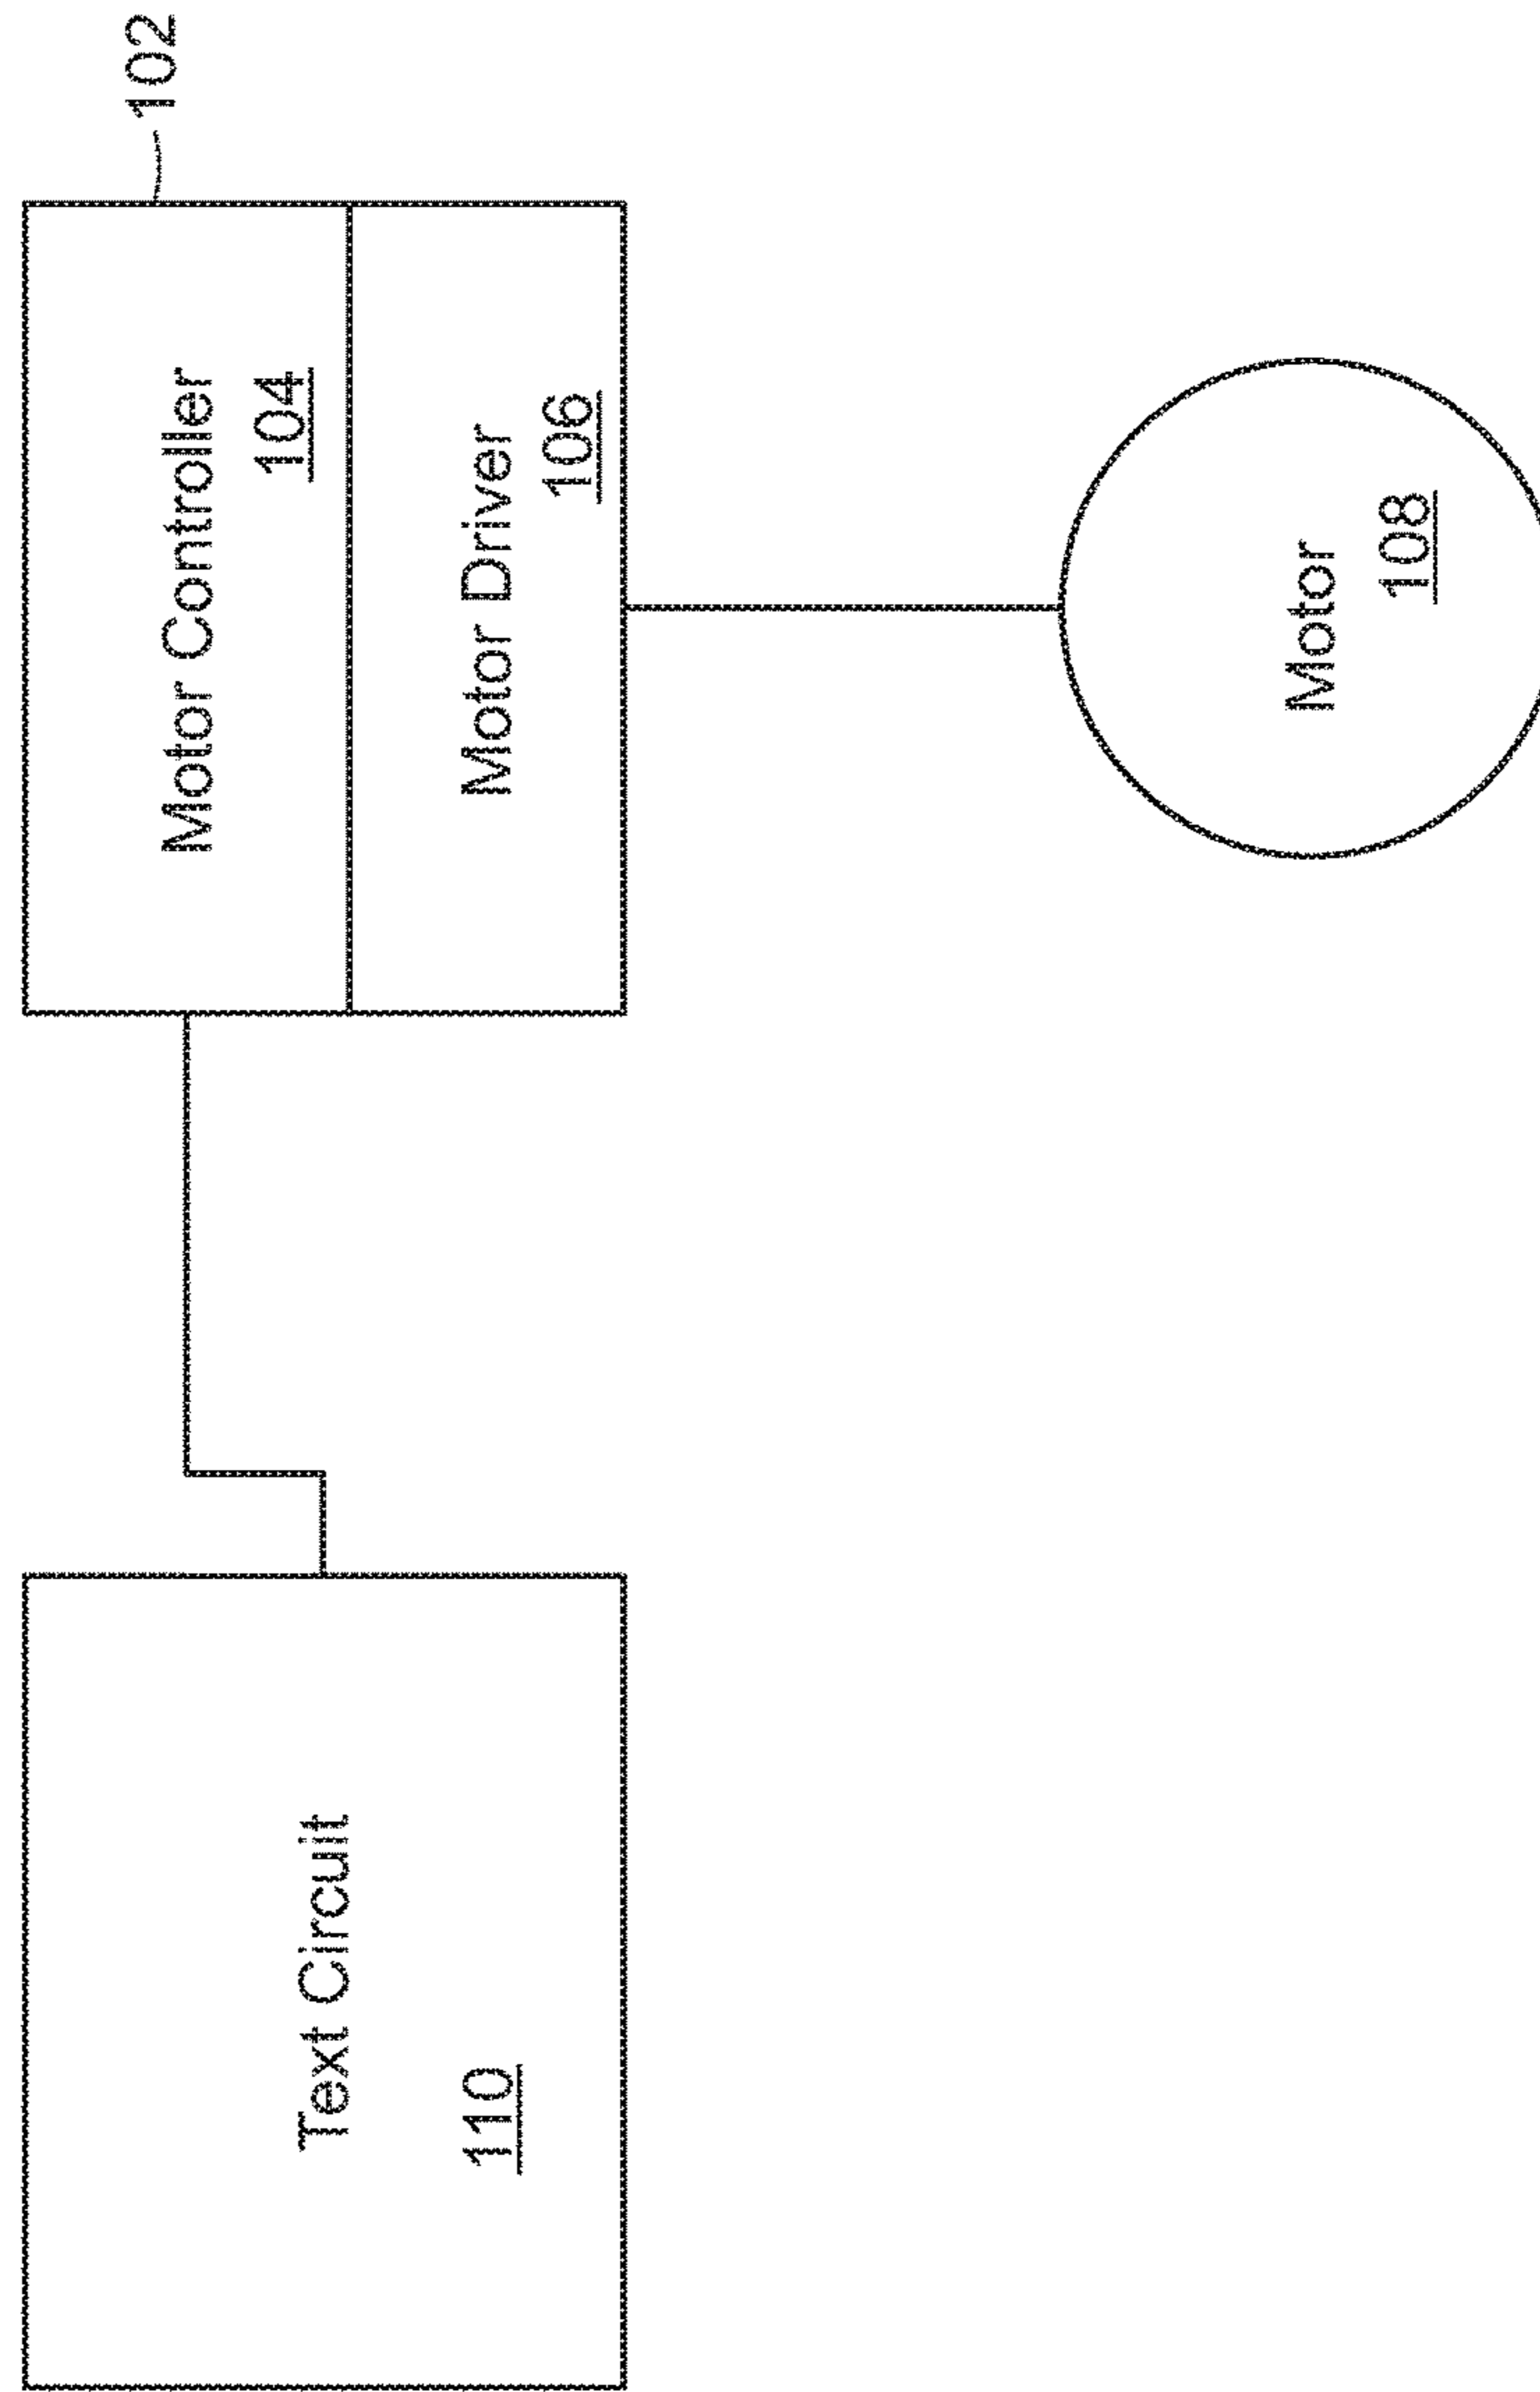 102
Motor Controller
104
Motor Driver
106
Text Circuit
110
Motor
108